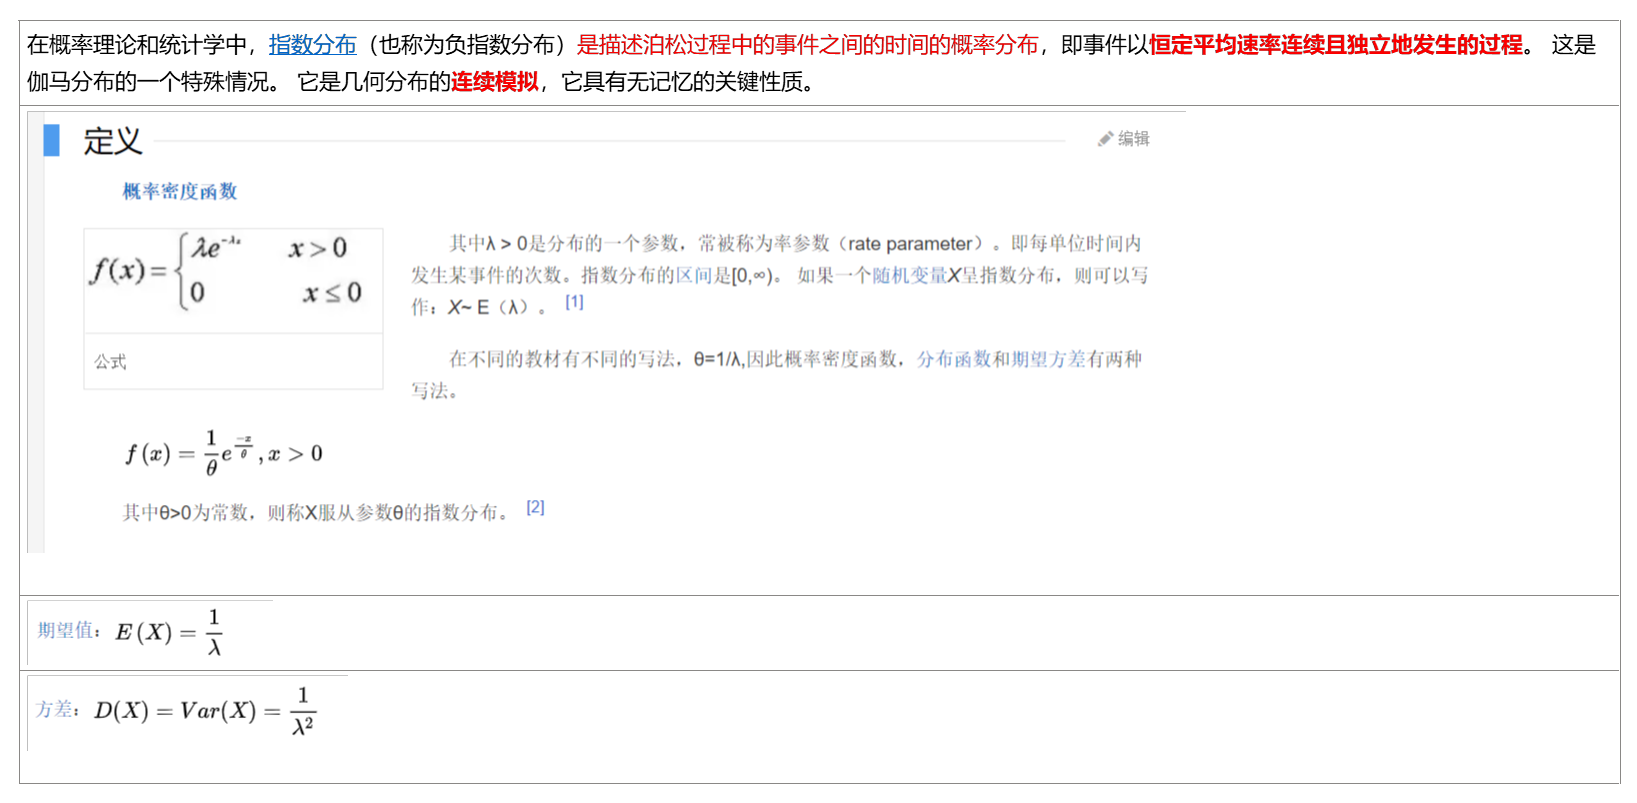 在概率理论和统计学中，指数分布（也称为负指数分布）是描述泊松过程中的事件之间的时间的概率分布，即事件以恒定平均速率连续且独立地发生的过程。 这是
伽马分布的一个特殊情况。 它是几何分布的连续模拟，它具有无记忆的关键性质。
定义
编辑
概率密度函数
f(x)={λe^{-λx} x>0
0 x≤0
公式
其中λ > 0是分布的一个参数，常被称为率参数（rate parameter）。即每单位时间内
发生某事件的次数。指数分布的区间是[0,∞)。 如果一个随机变量X呈指数分布，则可以写
作：X~ E（λ）。 [1]
在不同的教材有不同的写法，θ=1/λ,因此概率密度函数，分布函数和期望方差有两种
写法。
f(x) = \frac{1}{θ}e^{\frac{-x}{θ}}, x > 0
其中θ>0为常数，则称X服从参数θ的指数分布。 [2]
期望值：E(X) = \frac{1}{λ}
方差：D(X) = Var(X) = \frac{1}{λ^2}